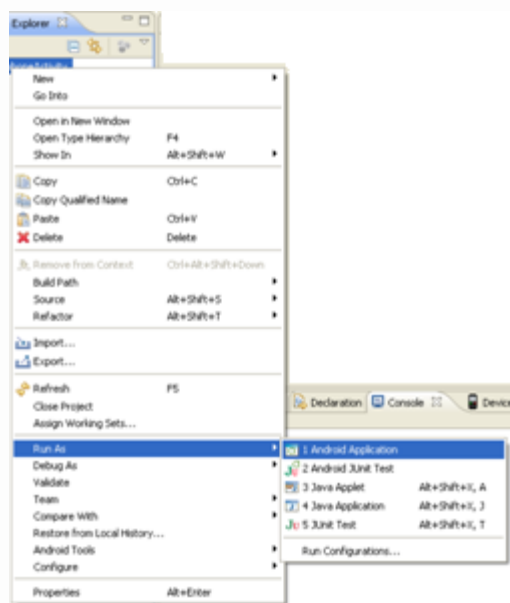 Explorer
New
Go Into
Open in New Window
Open Type Hierarchy F4
Show In Alt+Shift+W
Copy Ctrl+C
Copy Qualified Name
Paste Ctrl+V
Delete Delete
Remove from Context Ctrl+Alt+Shift+Down
Build Path
Source Alt+Shift+S
Refactor Alt+Shift+T
Import...
Export...
Refresh F5
Close Project
Assign Working Sets...
Declaration Console Device
Run As
1 Android Application
Debug As
2 Android JUnit Test
Validate
3 Java Applet Alt+Shift+X, A
Team
4 Java Application Alt+Shift+X, J
Compare With
5 JUnit Test Alt+Shift+X, T
Restore from Local History...
Android Tools
Run Configurations...
Configure
Properties Alt+Enter